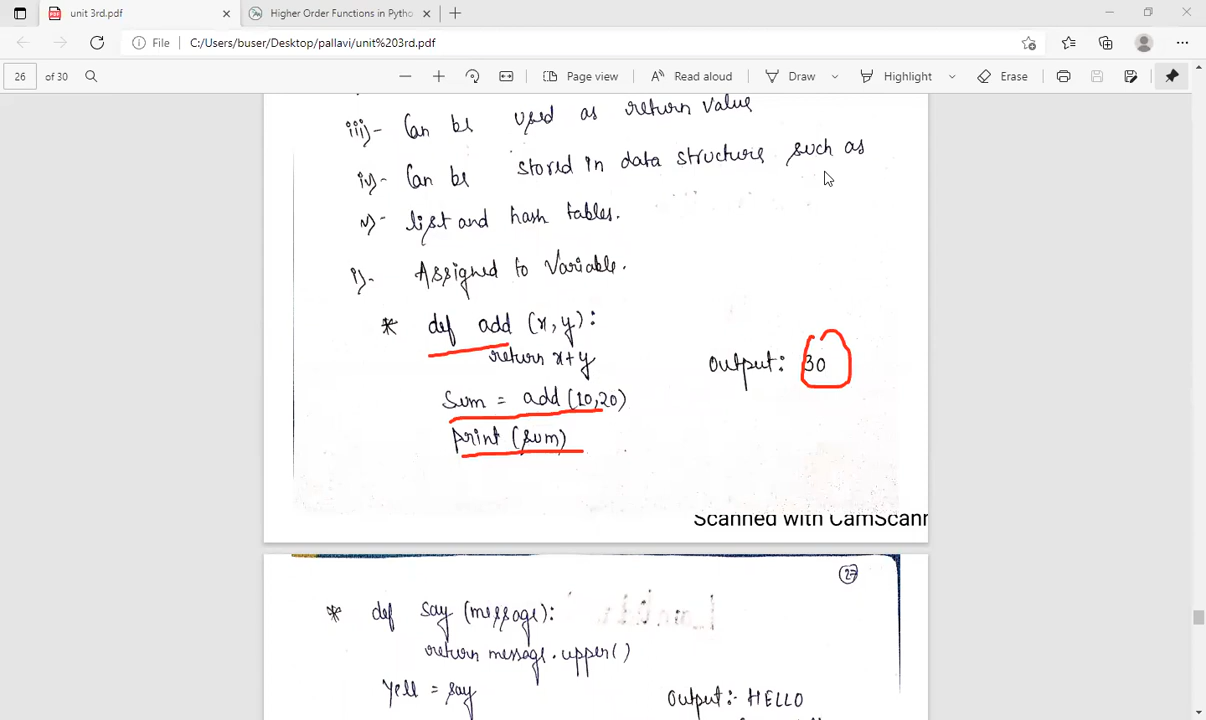 unit 3rd.pdf
Higher Order Functions in Pytho
File C:/Users/buser/Desktop/pallavi/unit%203rd.pdf
26 of 30 Page view Read aloud Draw Highlight Erase
iii)- Can be used as return value
iv)- Can be stored in data structure such as
v)- list and hash tables.
i)- Assigned to Variable.
* def add (x,y):
return x+y
Output: 30
Sum = add (10,20)
print (sum)
Scanned with CamScann
27
* def say (message):
return message.upper()
Yell = say
Output:- HELLO